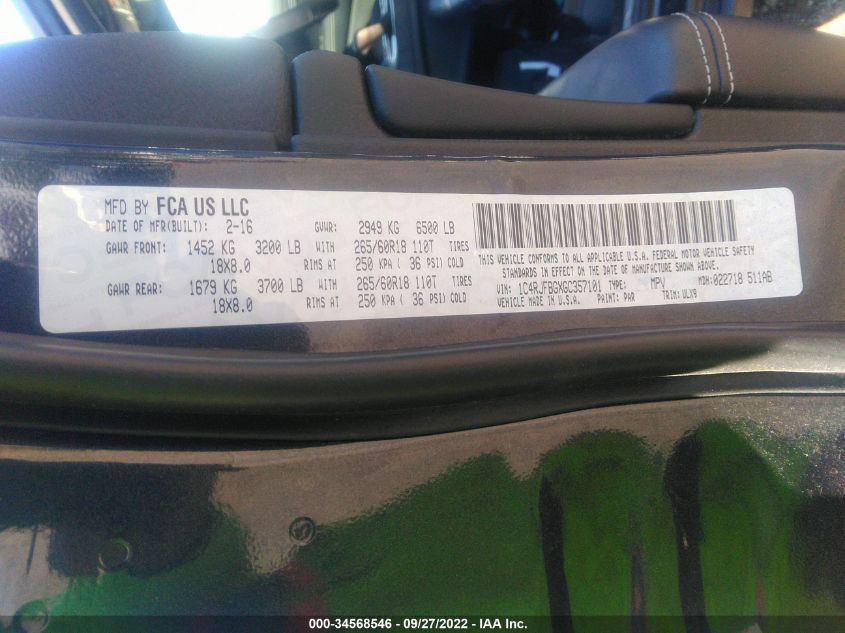 MFD BY FCA US LLC
DATE OF MFR(BUILT): 2-16 GVWR: 2949 KG 6500 LB
GAWR FRONT: 1452 KG 3200 LB WITH 265/60R18 110T TIRES
18X8.0 RIMS AT 250 KPA ( 36 PSI) COLD
GAWR REAR: 1679 KG 3700 LB WITH 265/60R18 110T TIRES
18X8.0 RIMS AT 250 KPA ( 36 PSI) COLD
THIS VEHICLE CONFORMS TO ALL APPLICABLE U.S.A. FEDERAL MOTOR VEHICLE SAFETY
STANDARDS IN EFFECT ON THE DATE OF MANUFACTURE SHOWN ABOVE.
VIN: 1C4RJFBGXGC357101 TYPE: MPV MDH: 022718 511AB
VEHICLE MADE IN U.S.A. PAINT: PAR TRIM: ULX9
000-34568546 - 09/27/2022 - IAA Inc.